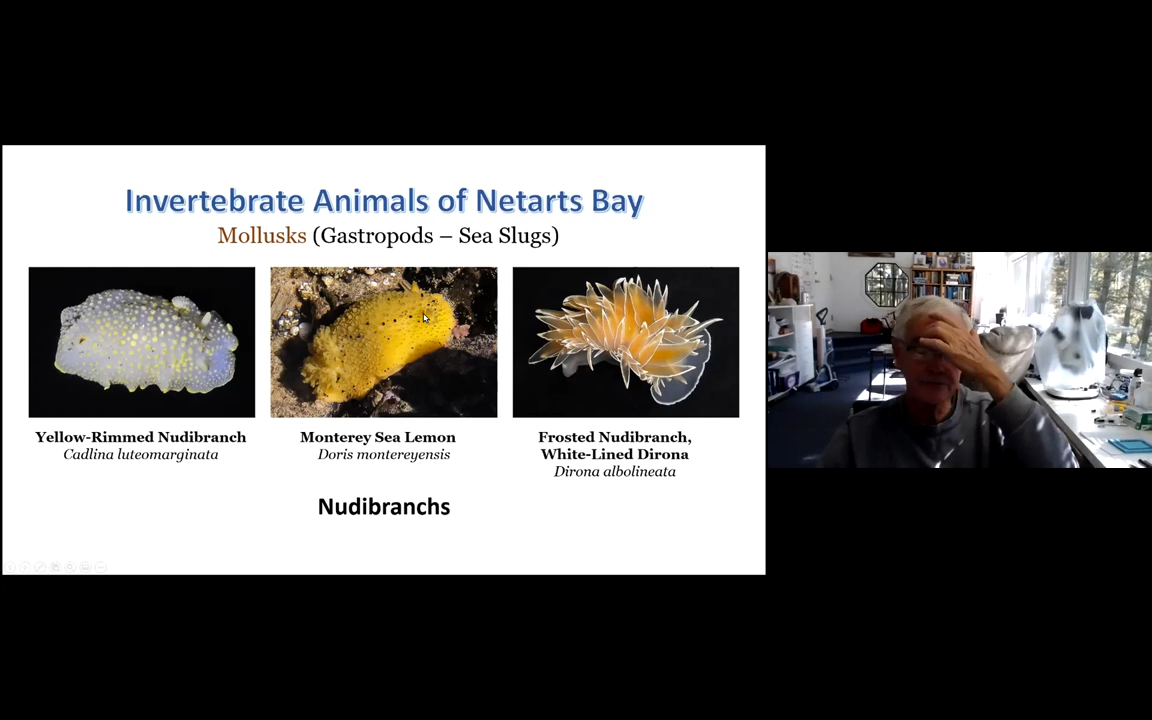 Invertebrate Animals of Netarts Bay
Mollusks (Gastropods – Sea Slugs)
Yellow-Rimmed Nudibranch
Cadlina luteomarginata
Monterey Sea Lemon
Doris montereyensis
Frosted Nudibranch,
White-Lined Dirona
Dirona albolineata
Nudibranchs